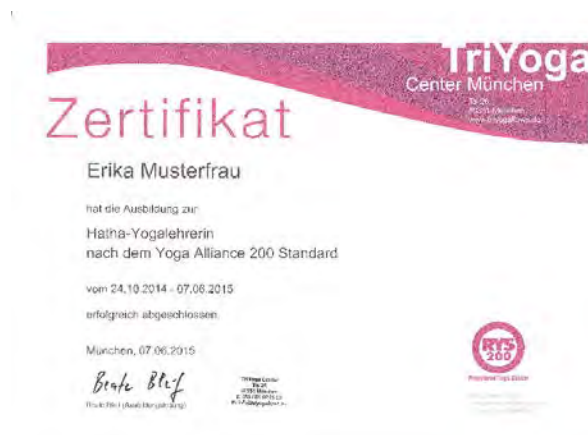 TriYoga
Center München
Zertifikat
Erika Musterfrau
hat die Ausbildung zur
Hatha-Yogalehrerin
nach dem Yoga Alliance 200 Standard
vom 24.10.2014 - 07.06.2015
erfolgreich abgeschlossen.
München, 07.06.2015
RYS
200